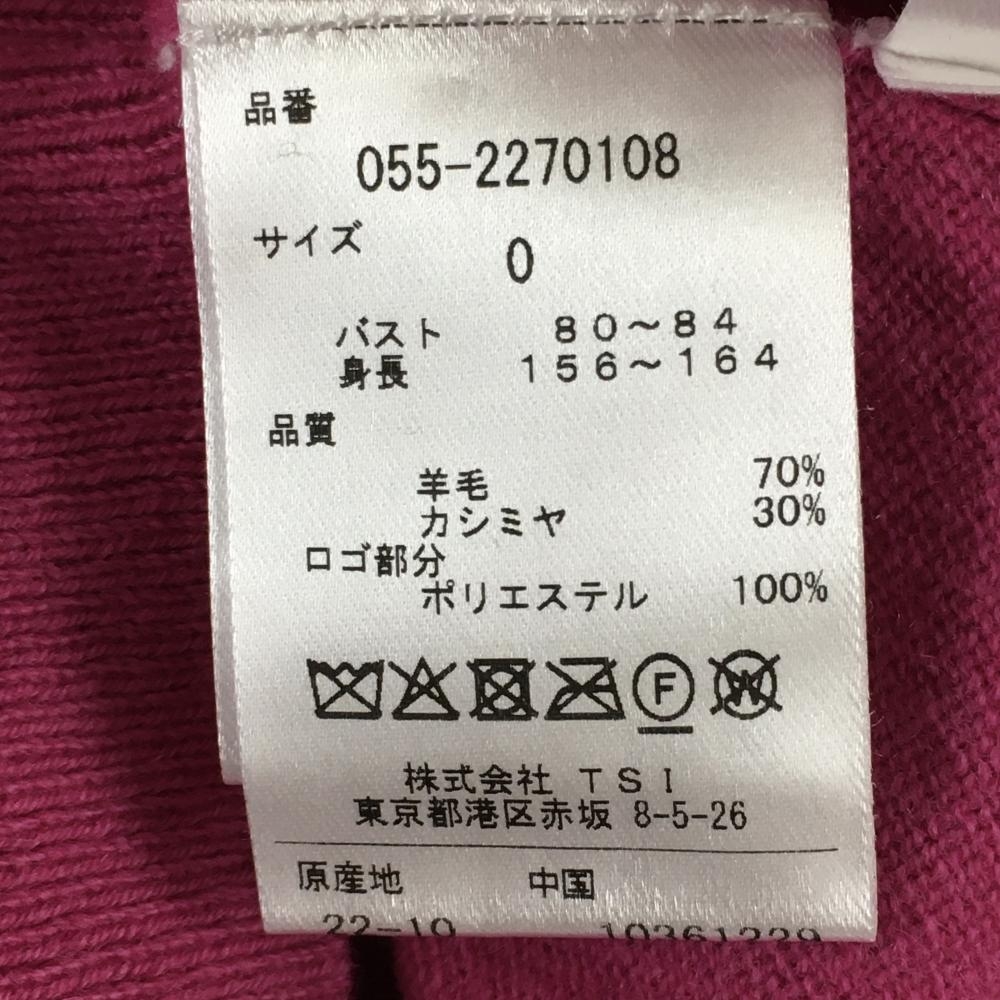 品番
055-2270108
サイズ 0
バスト 80～84
身長 156～164
品質
羊毛 70%
カシミヤ 30%
ロゴ部分
ポリエステル 100%
F W
株式会社 TSI
東京都港区赤坂 8-5-26
原産地 中国
22-10 10361229